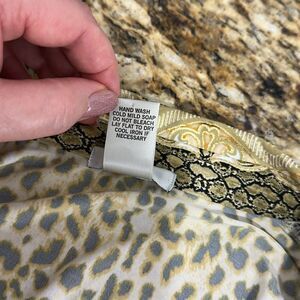 HAND WASH
COLD MILD SOAP
DO NOT BLEACH
LAY FLAT TO DRY
COOL IRON IF
NECESSARY